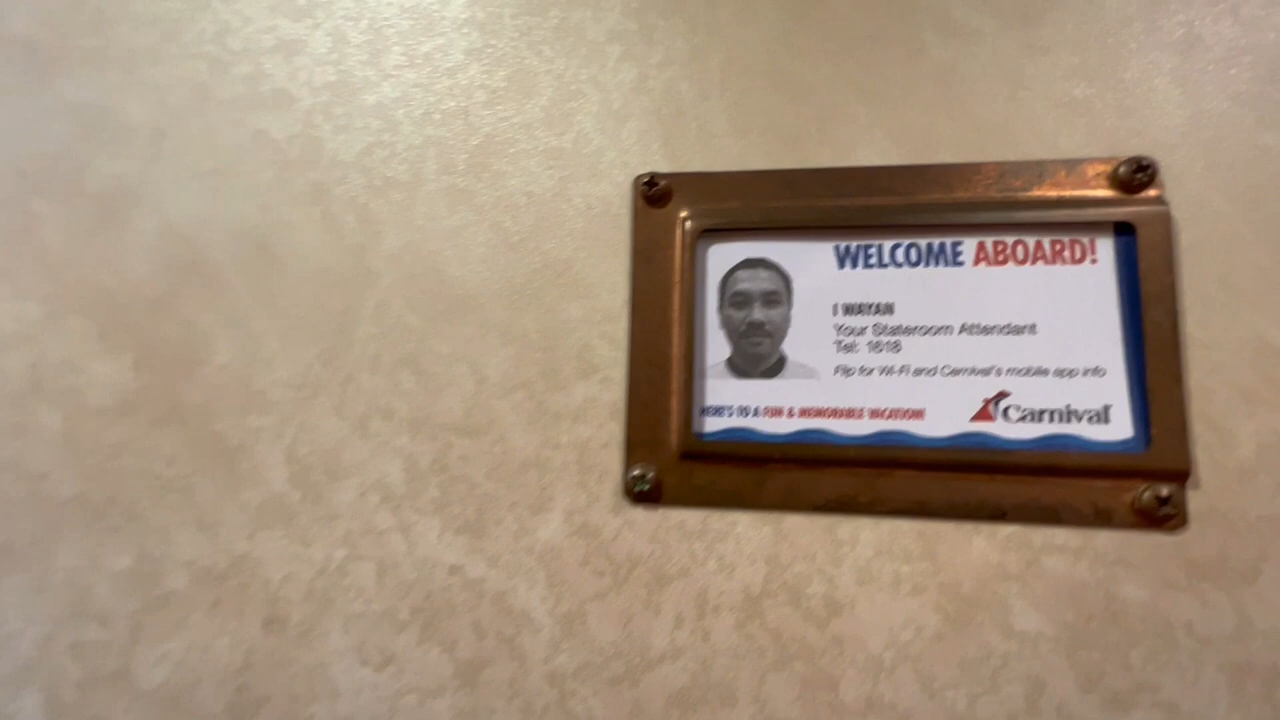 WELCOME ABOARD!
I WAYAN
Your Stateroom Attendant
Tel: 1618
Flip for Wi-Fi and Carnival's mobile app info
HERE'S TO A FUN & MEMORABLE VACATION!
Carnival